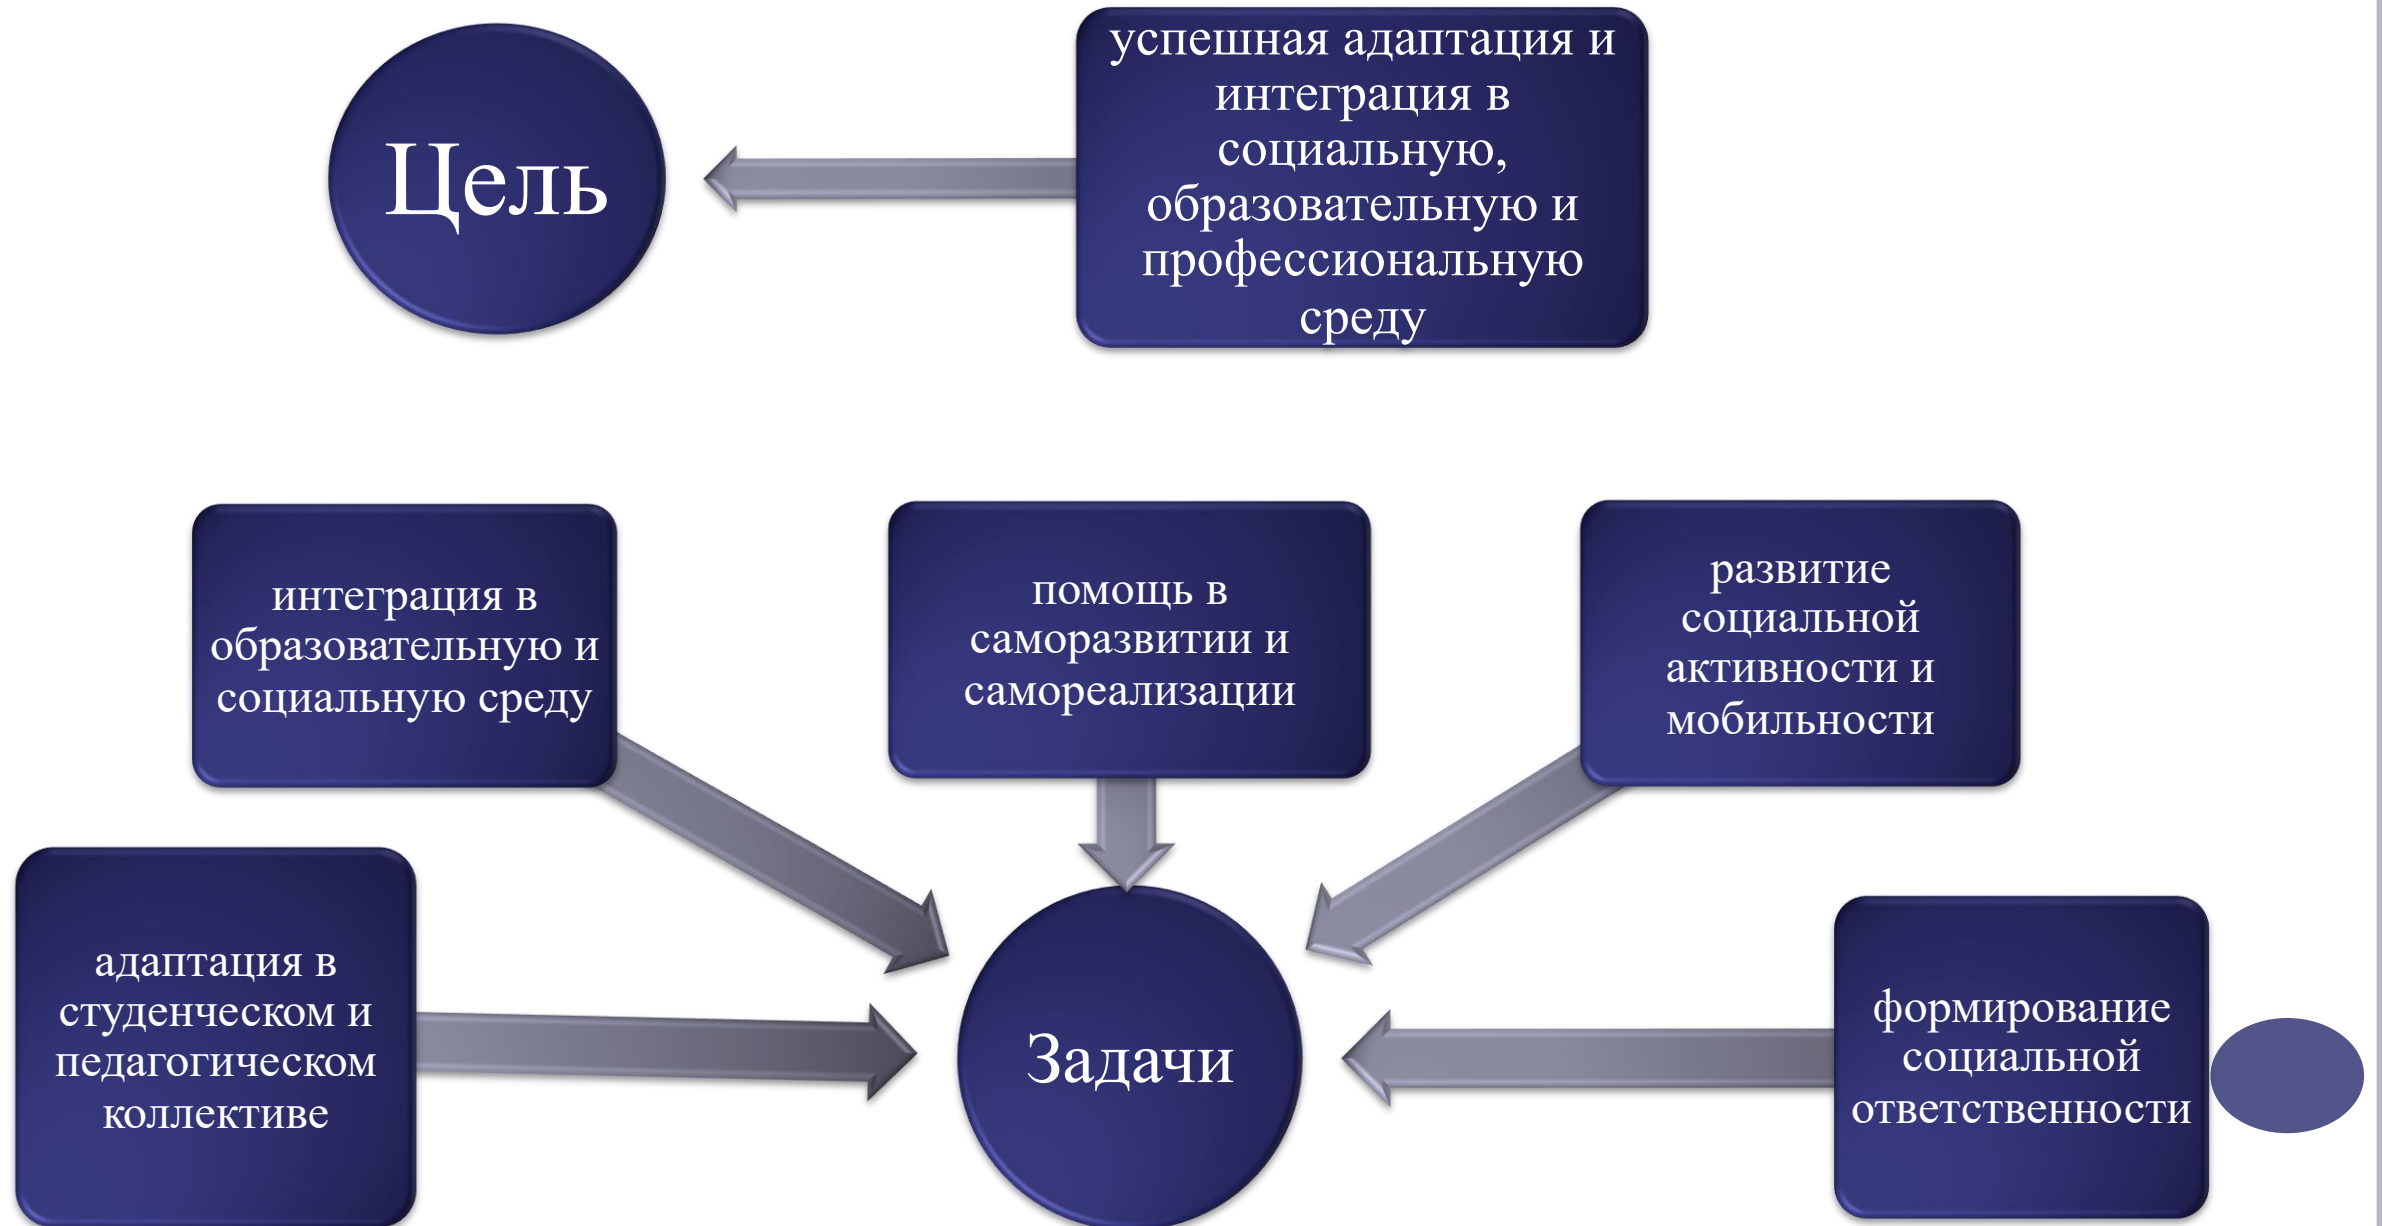 Цель
успешная адаптация и
интеграция в
социальную,
образовательную и
профессиональную
среду
интеграция в
образовательную и
социальную среду
помощь в
саморазвитии и
самореализации
развитие
социальной
активности и
мобильности
адаптация в
студенческом и
педагогическом
коллективе
Задачи
формирование
социальной
ответственности